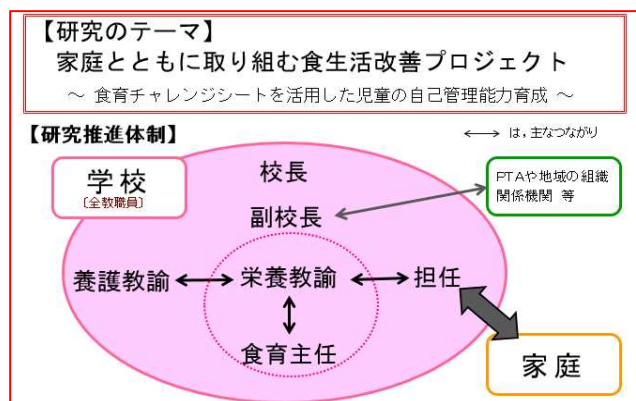 【研究のテーマ】
家庭とともに取り組む食生活改善プロジェクト
～ 食育チャレンジシートを活用した児童の自己管理能力育成 ～
【研究推進体制】
←→ は，主なつながり
学校
〔全教職員〕
校長
PTAや地域の組織
関係機関 等
副校長
養護教諭
栄養教諭
担任
食育主任
家庭